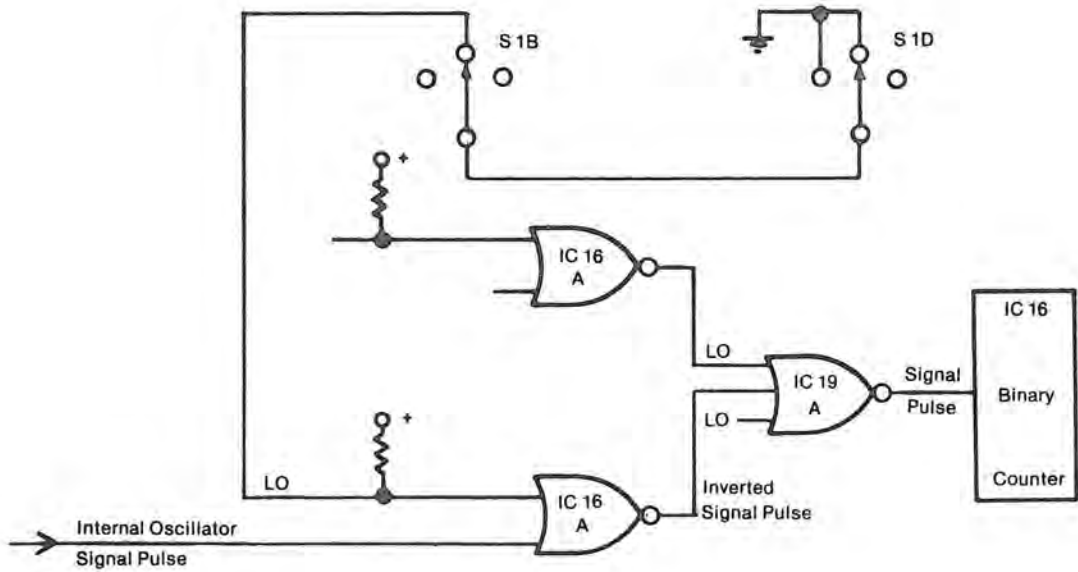 S 1B
S 1D
+
IC 16
A
LO
IC 16
IC 19
A
Signal
Pulse
Binary
LO
Counter
+
LO
IC 16
A
Inverted
Signal Pulse
Internal Oscillator
Signal Pulse